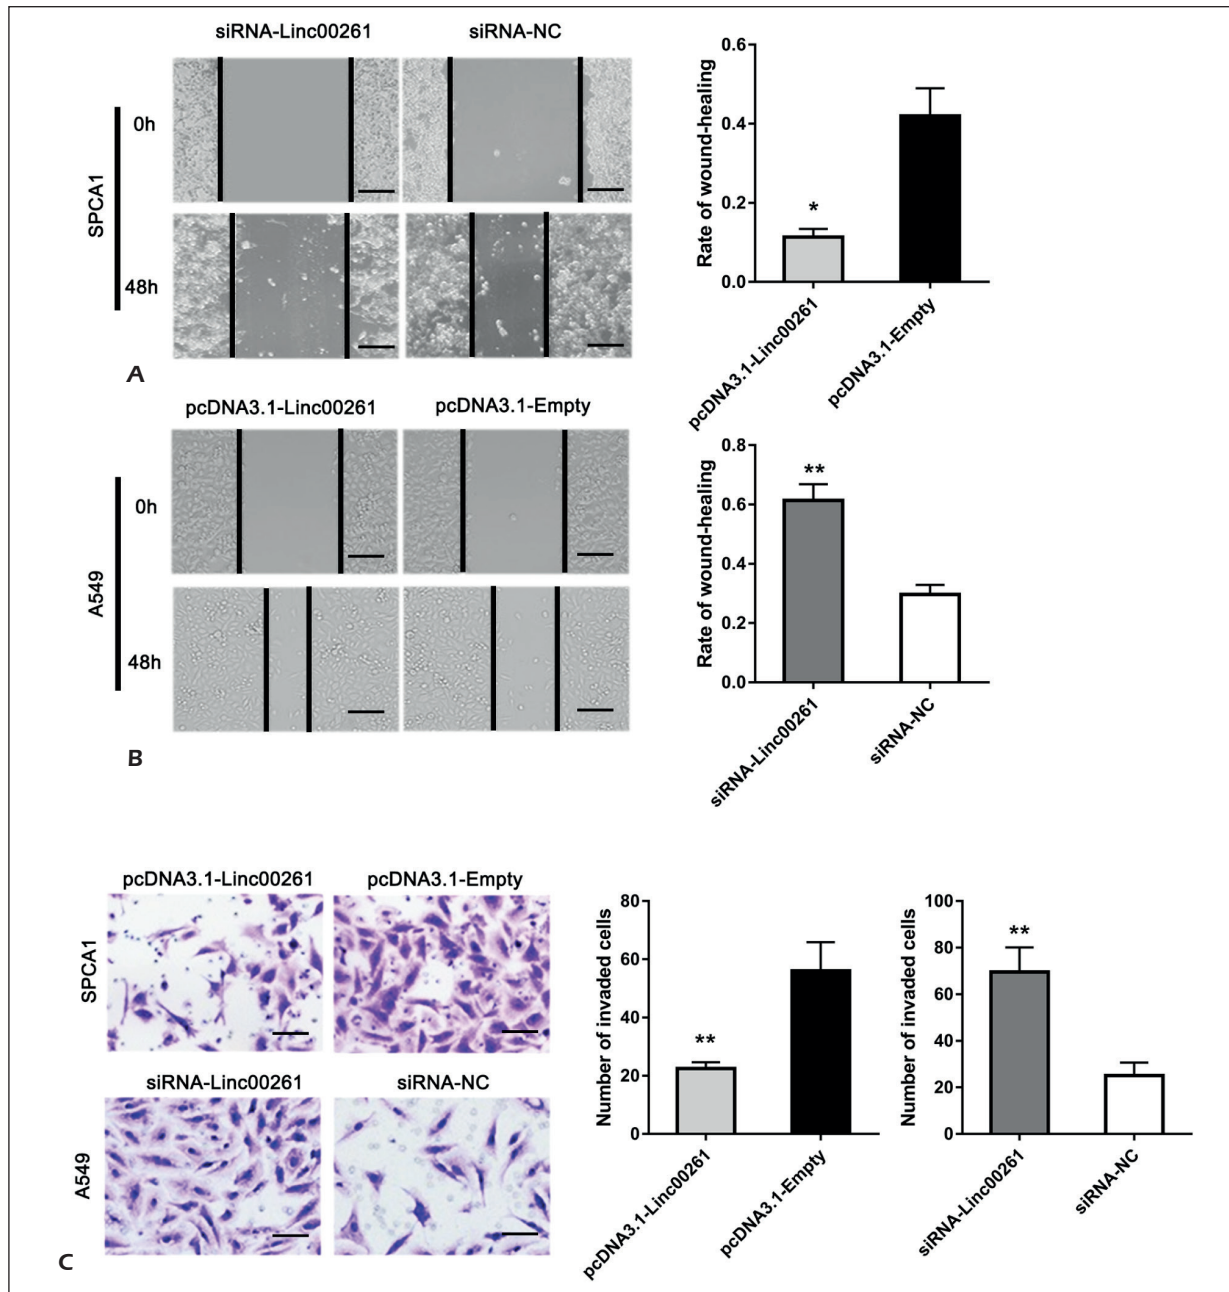 siRNA-Linc00261 siRNA-NC
SPCA1
0h
48h
A
Rate of wound-healing
0.6
0.4
0.2
0.0
*
pcDNA3.1-Linc00261
pcDNA3.1-Empty
pcDNA3.1-Linc00261 pcDNA3.1-Empty
A549
0h
48h
B
Rate of wound-healing
0.8
0.6
0.4
0.2
0.0
**
siRNA-Linc00261
siRNA-NC
pcDNA3.1-Linc00261 pcDNA3.1-Empty
SPCA1
siRNA-Linc00261 siRNA-NC
A549
C
Number of invaded cells
80
60
40
20
0
**
pcDNA3.1-Linc00261
pcDNA3.1-Empty
Number of invaded cells
100
80
60
40
20
0
**
siRNA-Linc00261
siRNA-NC